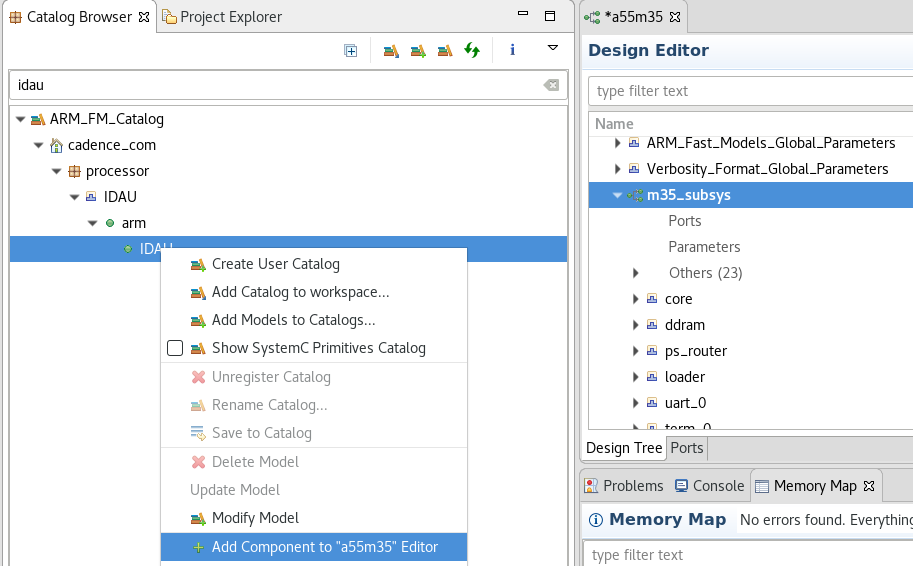 Catalog Browser
Project Explorer
idau
ARM_FM_Catalog
cadence_com
processor
IDAU
arm
IDAU
Create User Catalog
Add Catalog to workspace...
Add Models to Catalogs...
Show SystemC Primitives Catalog
Unregister Catalog
Rename Catalog...
Save to Catalog
Delete Model
Update Model
Modify Model
Add Component to "a55m35" Editor
*a55m35
Design Editor
type filter text
Name
ARM_Fast_Models_Global_Parameters
Verbosity_Format_Global_Parameters
m35_subsys
Ports
Parameters
Others (23)
core
ddram
ps_router
loader
uart_0
term_0
Design Tree Ports
Problems Console Memory Map
Memory Map No errors found. Everything
type filter text